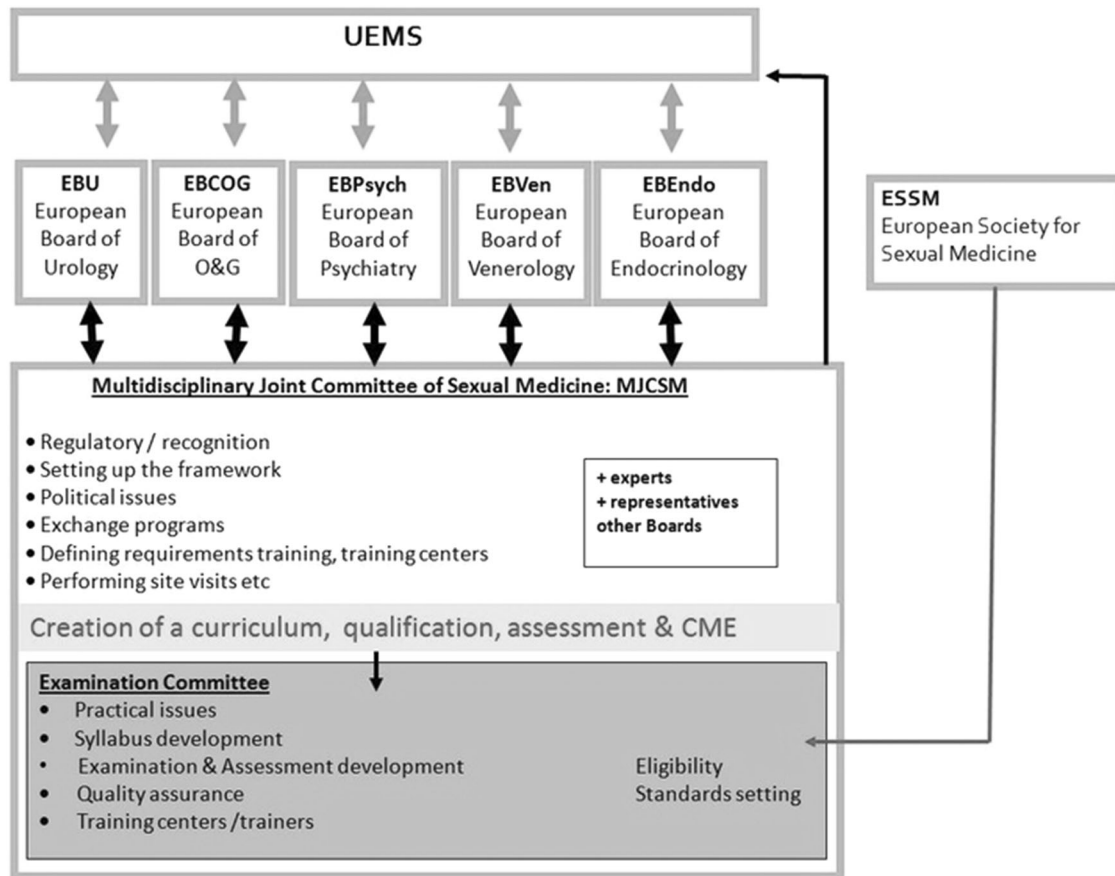 UEMS
EBU
European
Board of
Urology
EBCOG
European
Board of
O&G
EBPsych
European
Board of
Psychiatry
EBVen
European
Board of
Venerology
EBEndo
European
Board of
Endocrinology
ESSM
European Society for
Sexual Medicine
Multidisciplinary Joint Committee of Sexual Medicine: MJCSM
• Regulatory / recognition
• Setting up the framework
• Political issues
• Exchange programs
• Defining requirements training, training centers
• Performing site visits etc
+ experts
+ representatives
other Boards
Creation of a curriculum, qualification, assessment & CME
Examination Committee
• Practical issues
• Syllabus development
• Examination & Assessment development
• Quality assurance
• Training centers /trainers
Eligibility
Standards setting